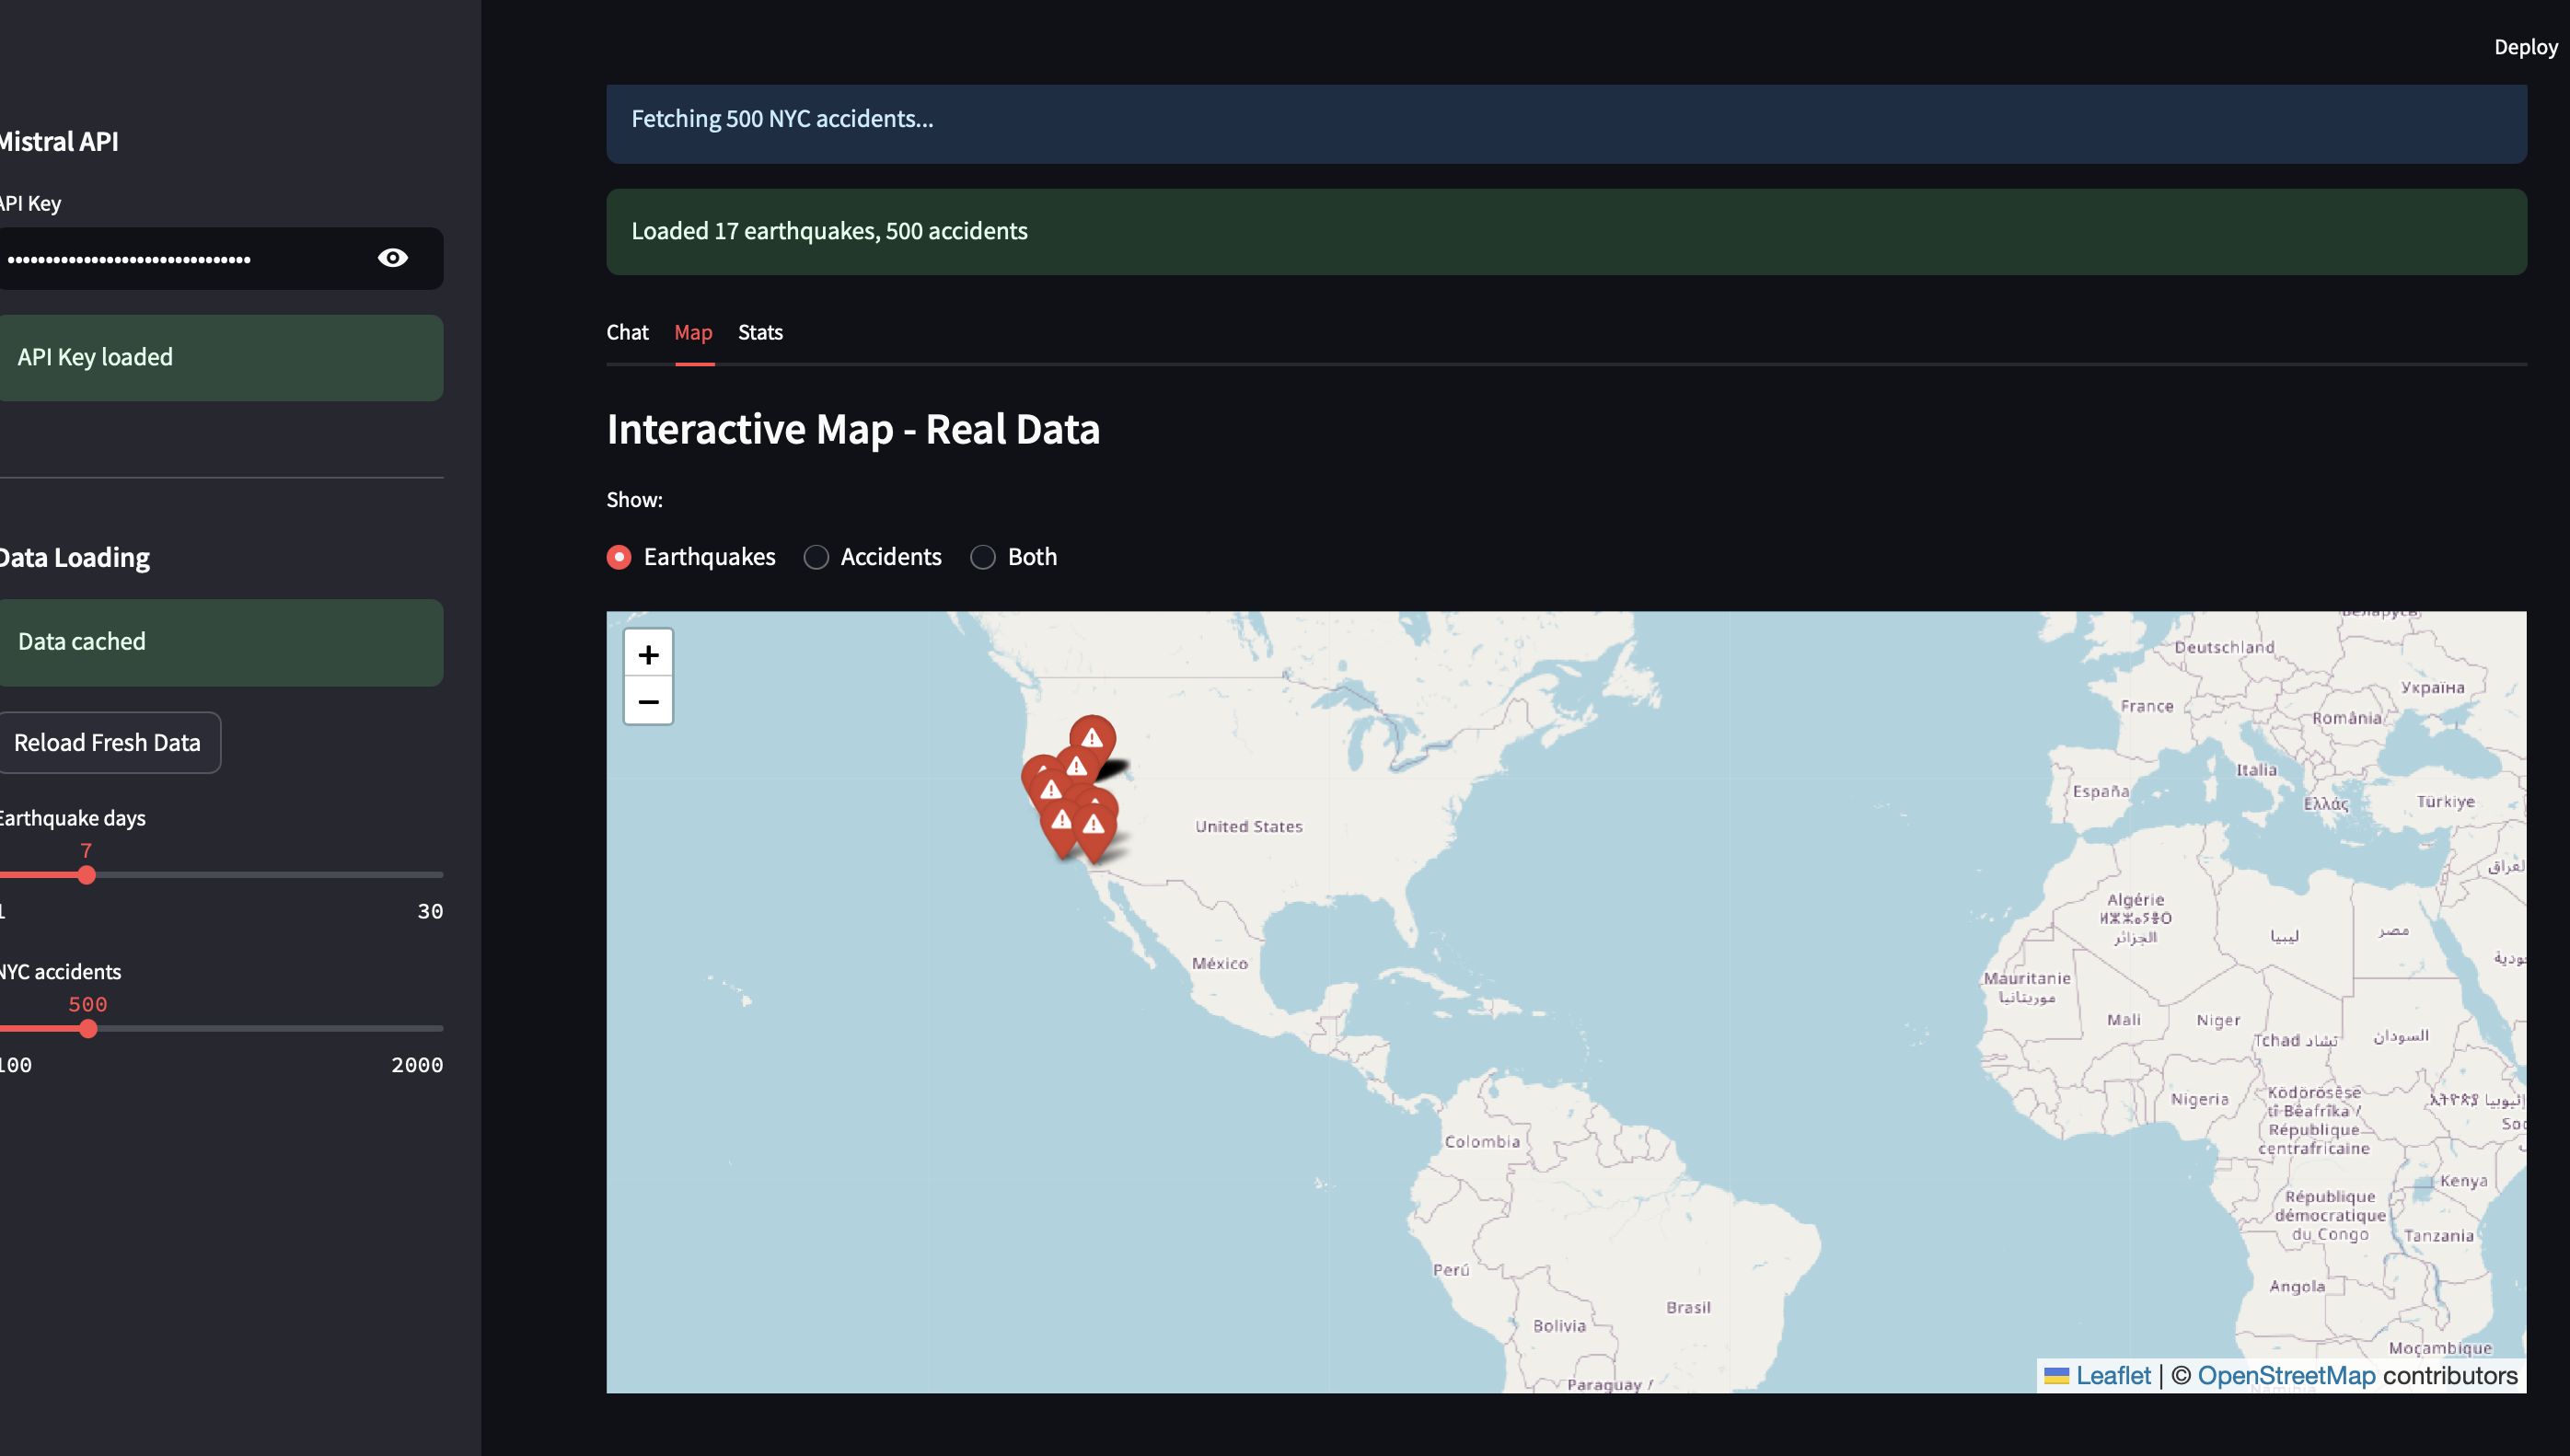 Deploy
Mistral API
API Key
API Key loaded
Data Loading
Data cached
Reload Fresh Data
Earthquake days
7
1
30
NYC accidents
500
100
2000
Fetching 500 NYC accidents...
Loaded 17 earthquakes, 500 accidents
Chat Map Stats
Interactive Map - Real Data
Show:
Earthquakes Accidents Both
+
−
Беларусь
Deutschland
Україна
France
România
Italia
España
Ελλάς
Türkiye
United States
Algérie
الجزائر
ليبيا
مصر
México
Mauritanie
موريتانيا
Mali
Niger
Tchad تشاد
السودان
Nigeria
Ködörösêse
tî Bêafrîka /
République
centrafricaine
Colombia
Kenya
République
démocratique
du Congo
Tanzania
Perú
Angola
Brasil
Bolivia
Moçambique
Paraguay /
Leaflet | © OpenStreetMap contributors